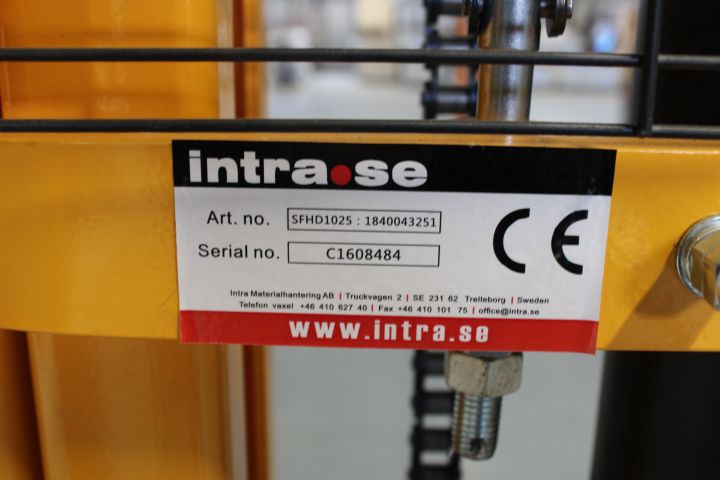 intra.se
Art. no. SFHD1025 : 1840043251
Serial no. C1608484
CE
Intra Materialhantering AB | Truckvagen 2 | SE 231 62 Trelleborg | Sweden
Telefon vaxel +46 410 627 40 | Fax +46 410 101 75 | office@intra.se
www.intra.se